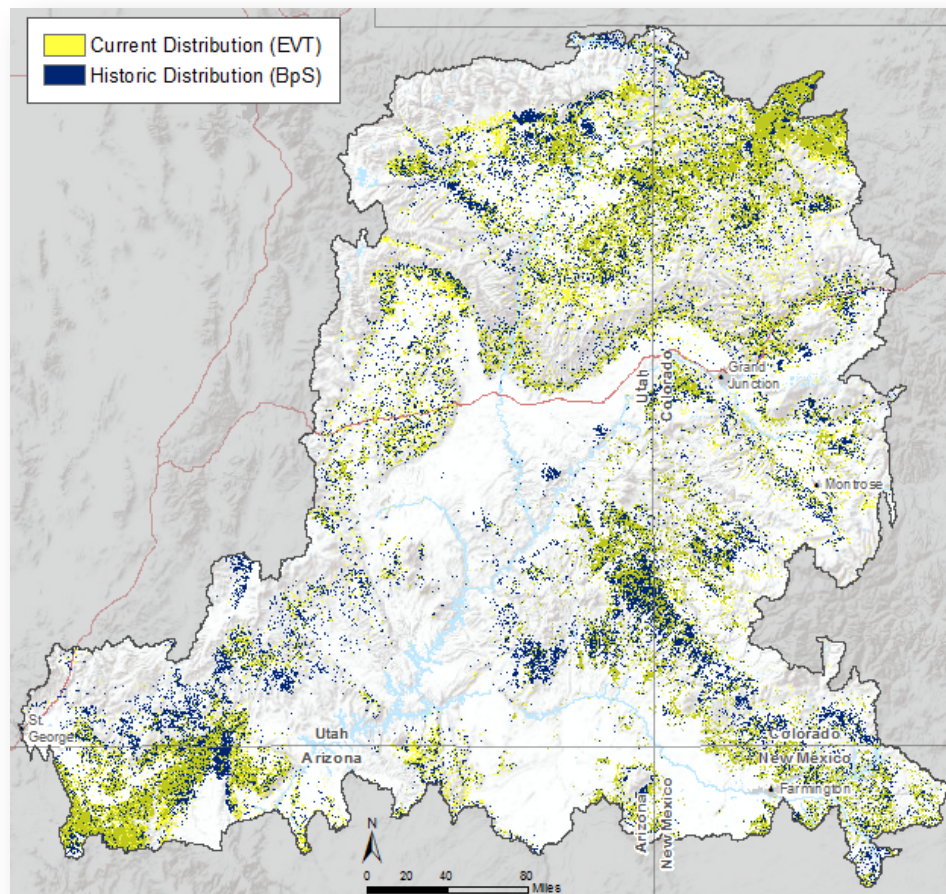 Current Distribution (EVT)
Historic Distribution (BpS)
Utah
Colorado
Grand
Junction
Montrose
St.
George
Utah
Arizona
Colorado
New Mexico
Arizona
New Mexico
Farmington
N
0 20 40 80
Miles